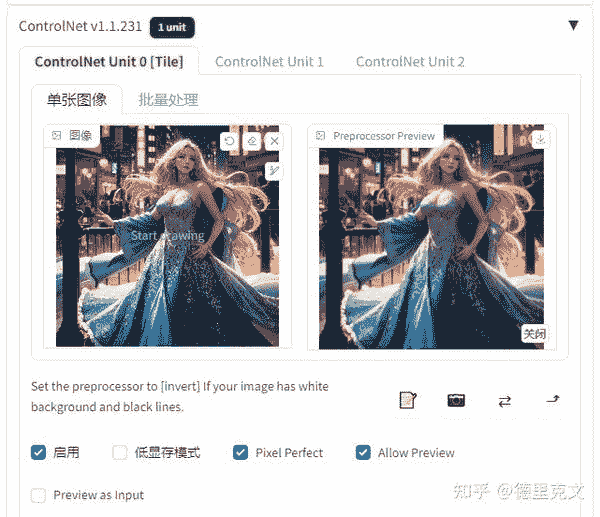 ControlNet v1.1.231 1 unit ▼
ControlNet Unit 0 [Tile] ControlNet Unit 1 ControlNet Unit 2
单张图像 批量处理
图像 Preprocessor Preview
Start drawing
关闭
Set the preprocessor to [invert] If your image has white
background and black lines.
启用 低显存模式 Pixel Perfect Allow Preview
Preview as Input
知乎 @德里克文